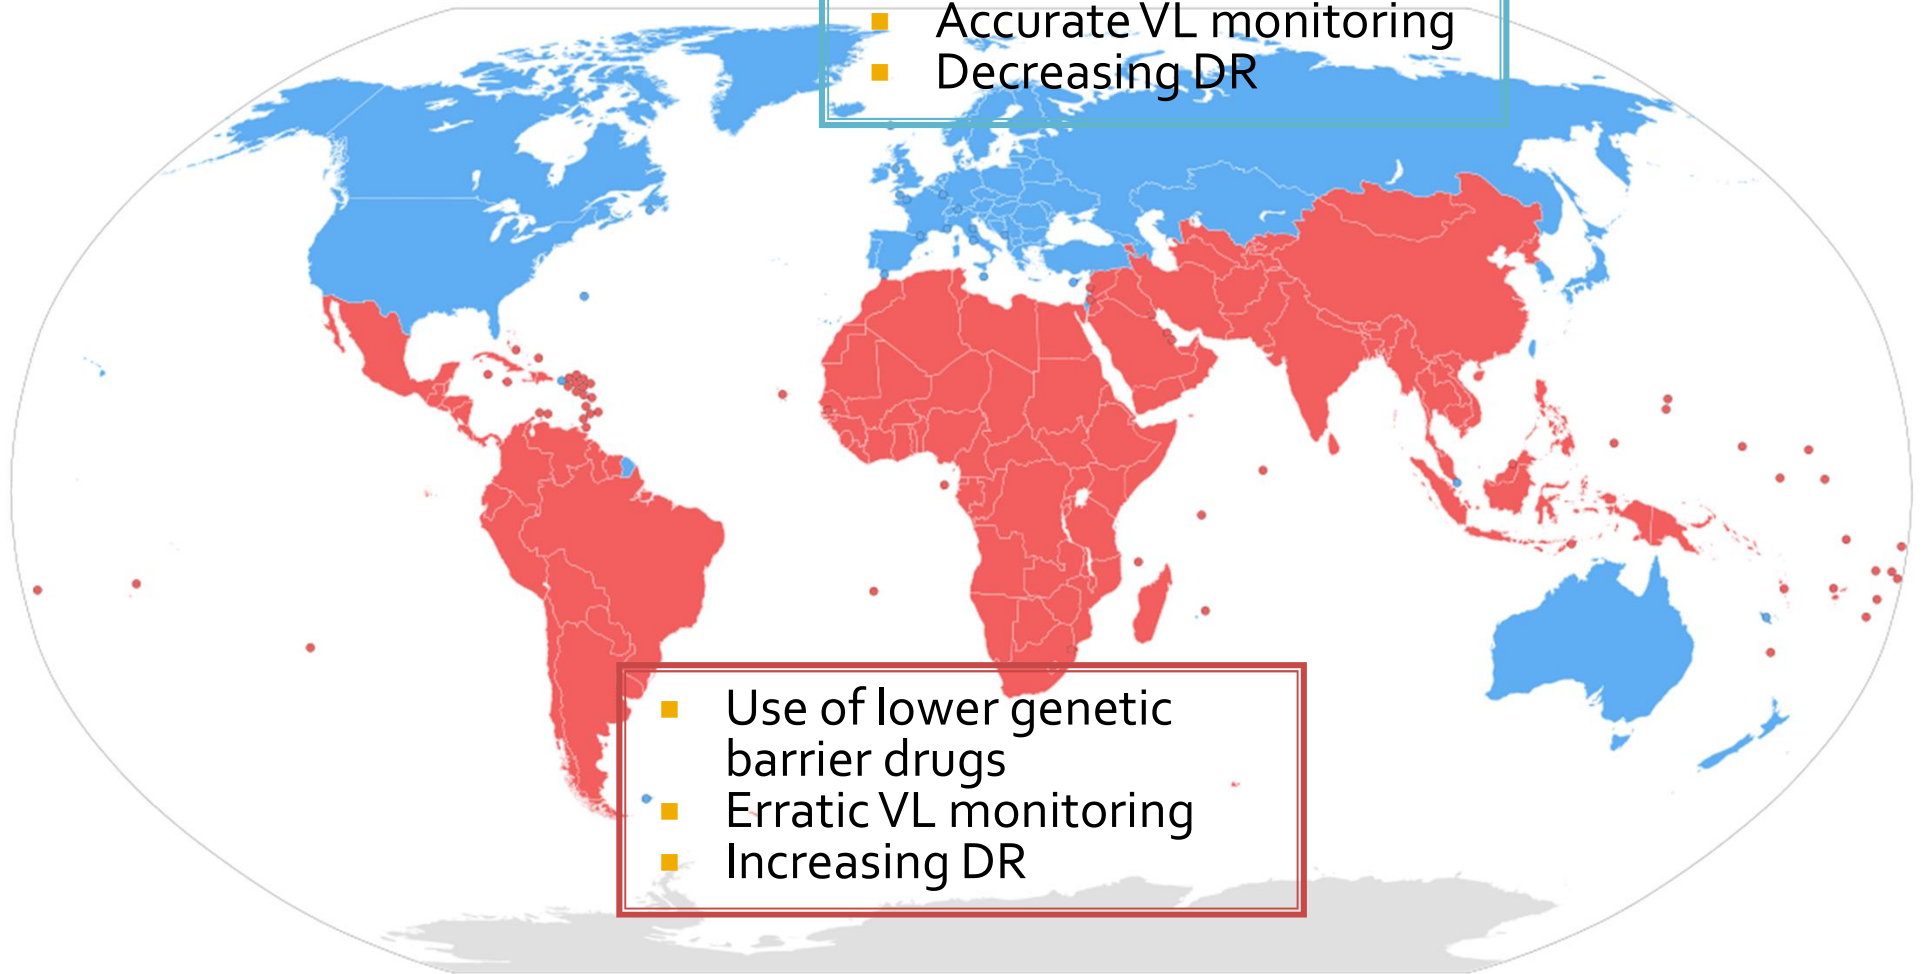 ▪ Accurate VL monitoring
▪ Decreasing DR
▪ Use of lower genetic
barrier drugs
▪ Erratic VL monitoring
▪ Increasing DR